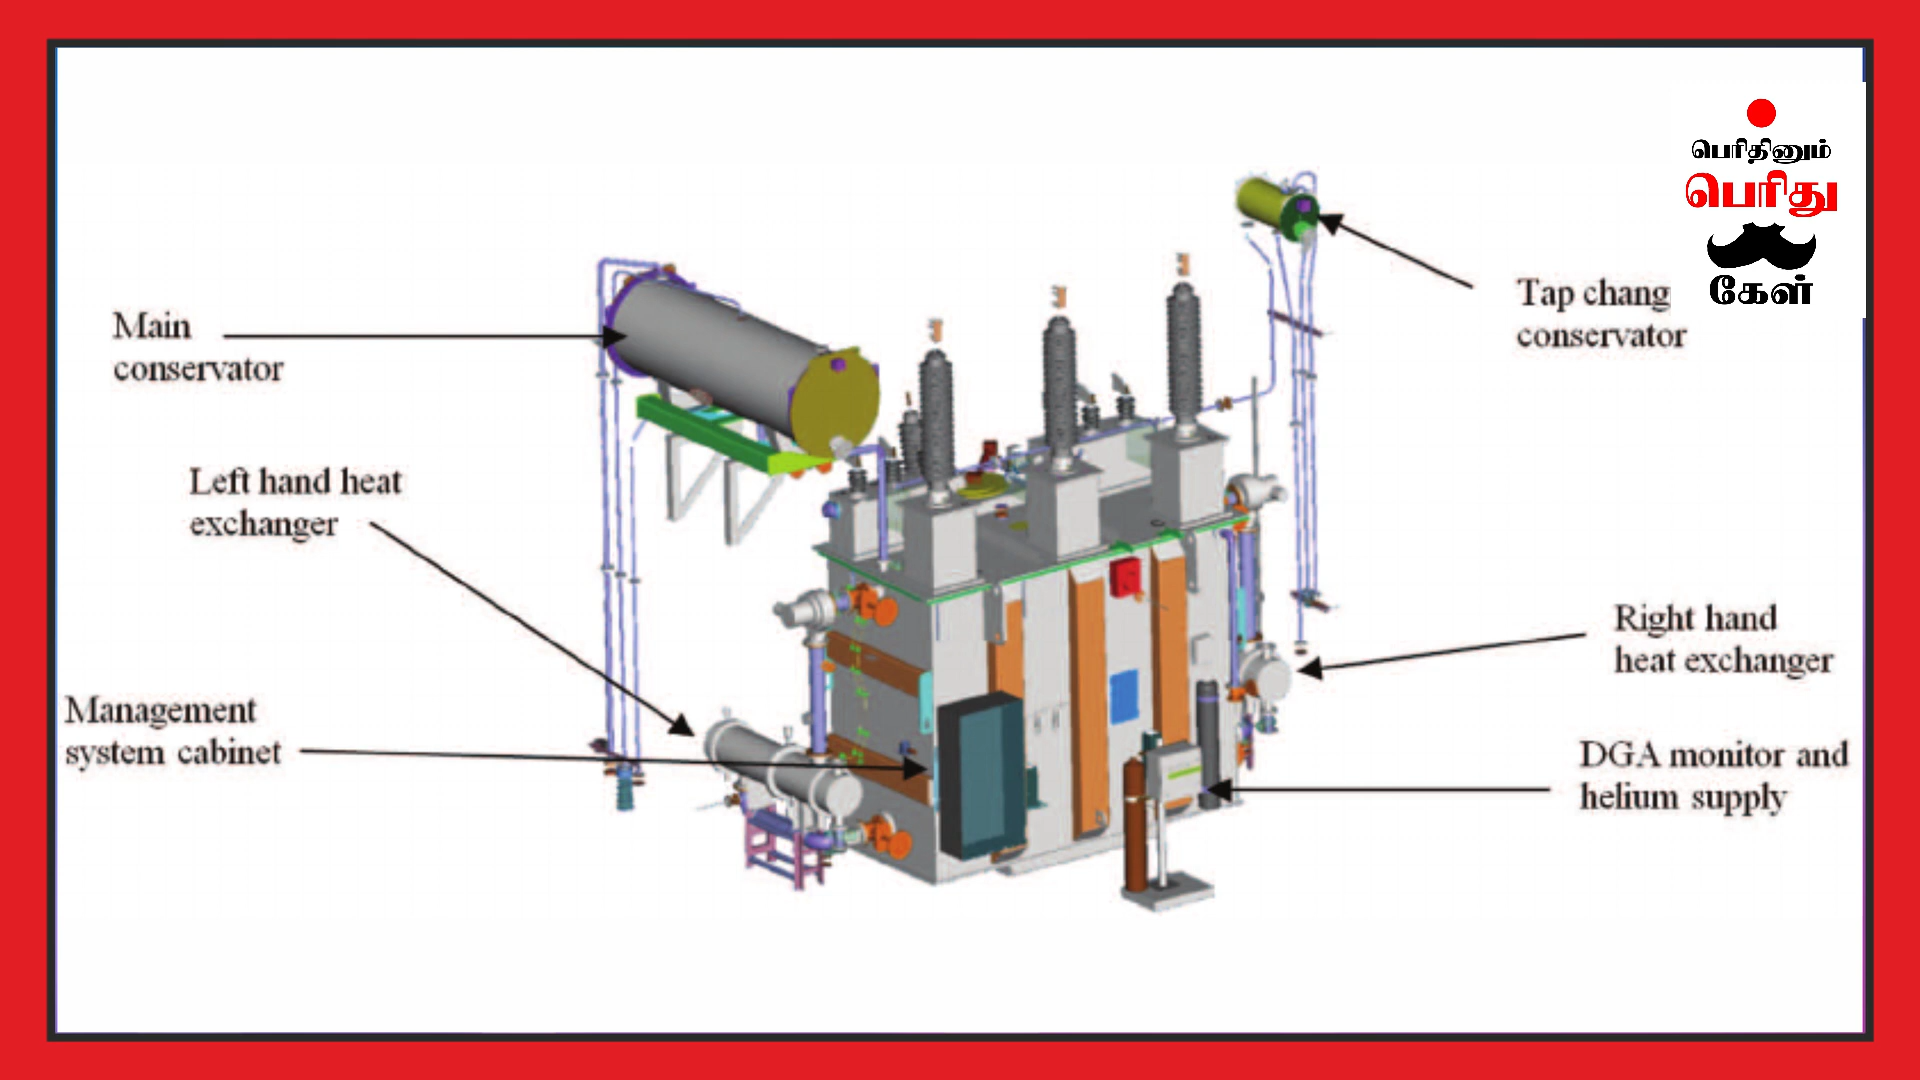 பெரிதினும்
பெரிது
கேள்
Tap chang
conservator
Main
conservator
Left hand heat
exchanger
Right hand
heat exchanger
Management
system cabinet
DGA monitor and
helium supply